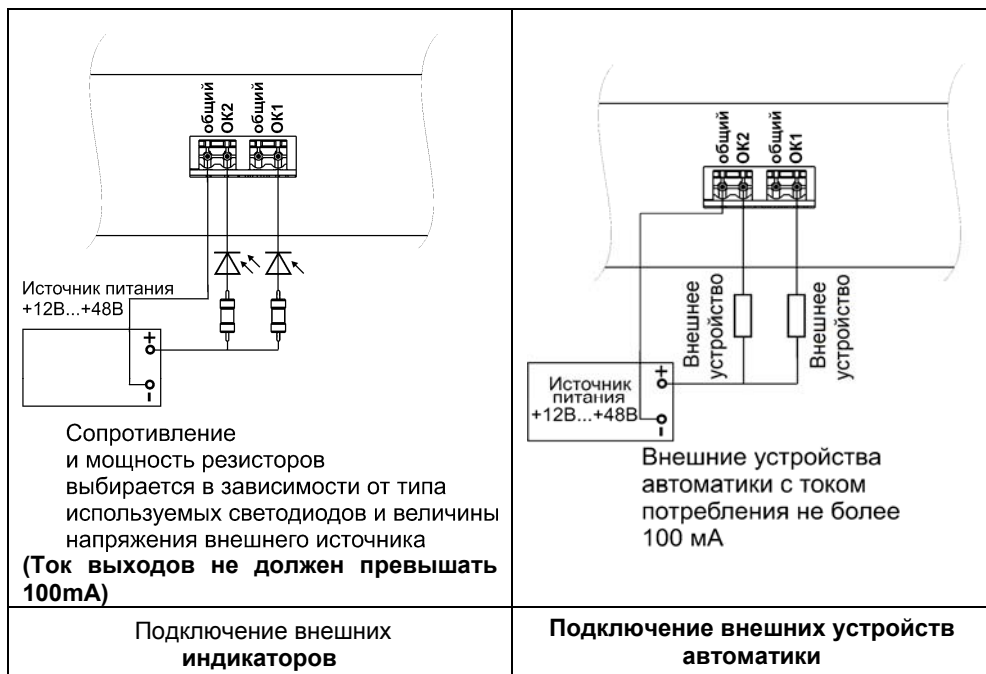 общий
ОК2
общий
ОК1
Источник питания
+12В...+48В
+
-
Сопротивление
и мощность резисторов
выбирается в зависимости от типа
используемых светодиодов и величины
напряжения внешнего источника
(Ток выходов не должен превышать
100mA)
Подключение внешних
индикаторов
общий
ОК2
общий
ОК1
Внешнее
устройство
Внешнее
устройство
Источник
питания
+12В...+48В
+
-
Внешние устройства
автоматики с током
потребления не более
100 мА
Подключение внешних устройств
автоматики